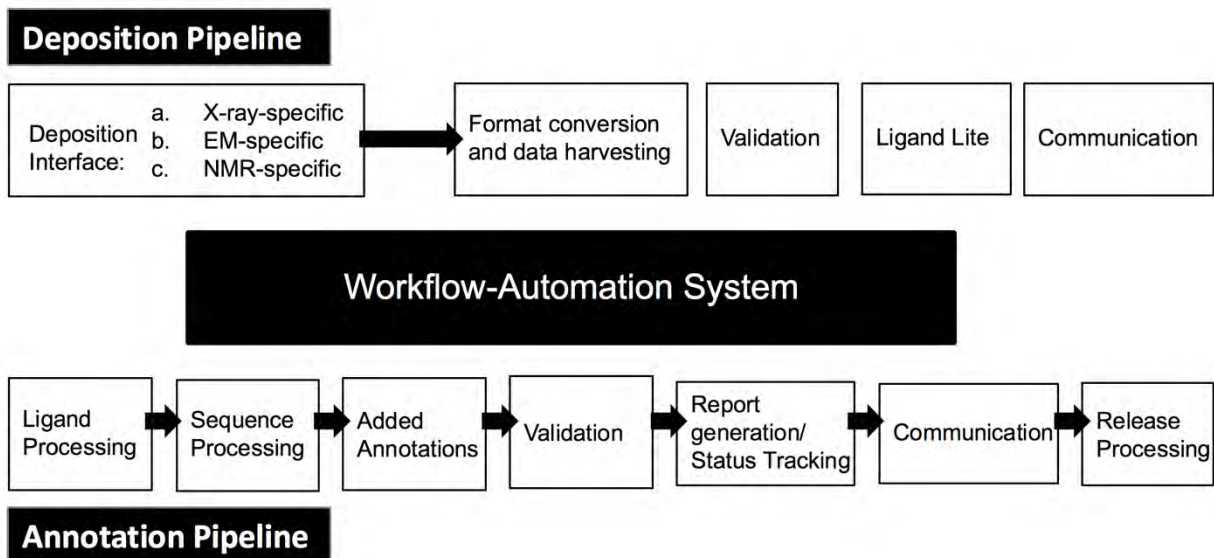 Deposition Pipeline
Deposition
Interface:
a. X-ray-specific
b. EM-specific
c. NMR-specific
Format conversion
and data harvesting
Validation
Ligand Lite
Communication
Workflow-Automation System
Ligand
Processing
Sequence
Processing
Added
Annotations
Validation
Report
generation/
Status Tracking
Communication
Release
Processing
Annotation Pipeline